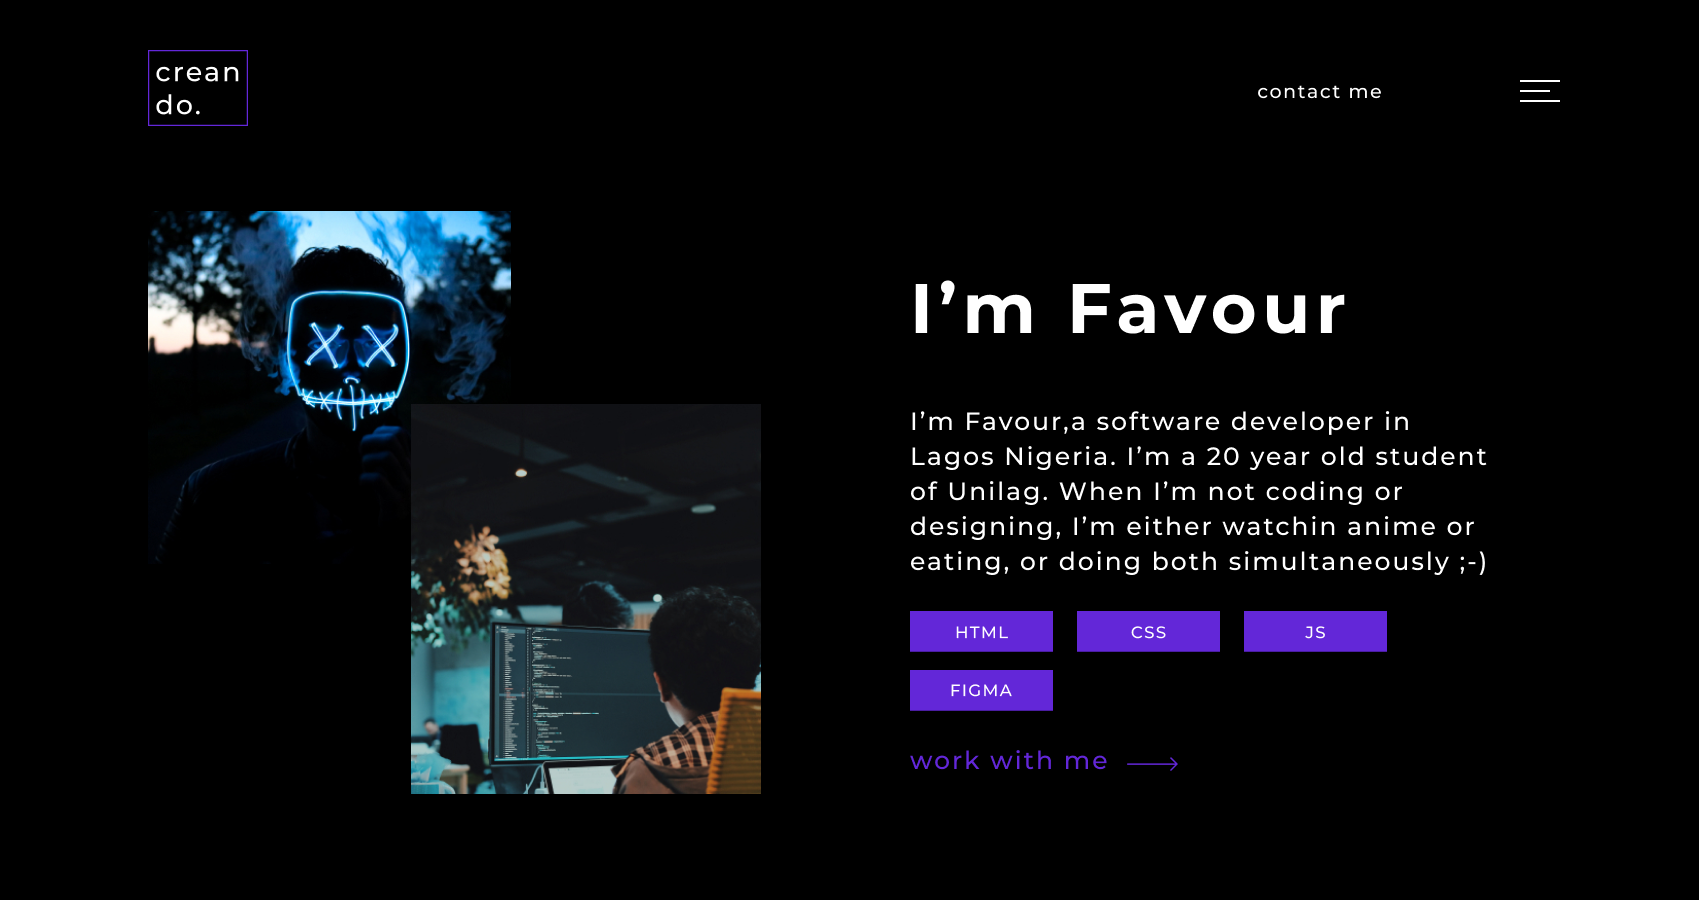 crean
do.
contact me
I’m Favour
I’m Favour,a software developer in
Lagos Nigeria. I’m a 20 year old student
of Unilag. When I’m not coding or
designing, I’m either watchin anime or
eating, or doing both simultaneously ;-)
HTML CSS JS
FIGMA
work with me